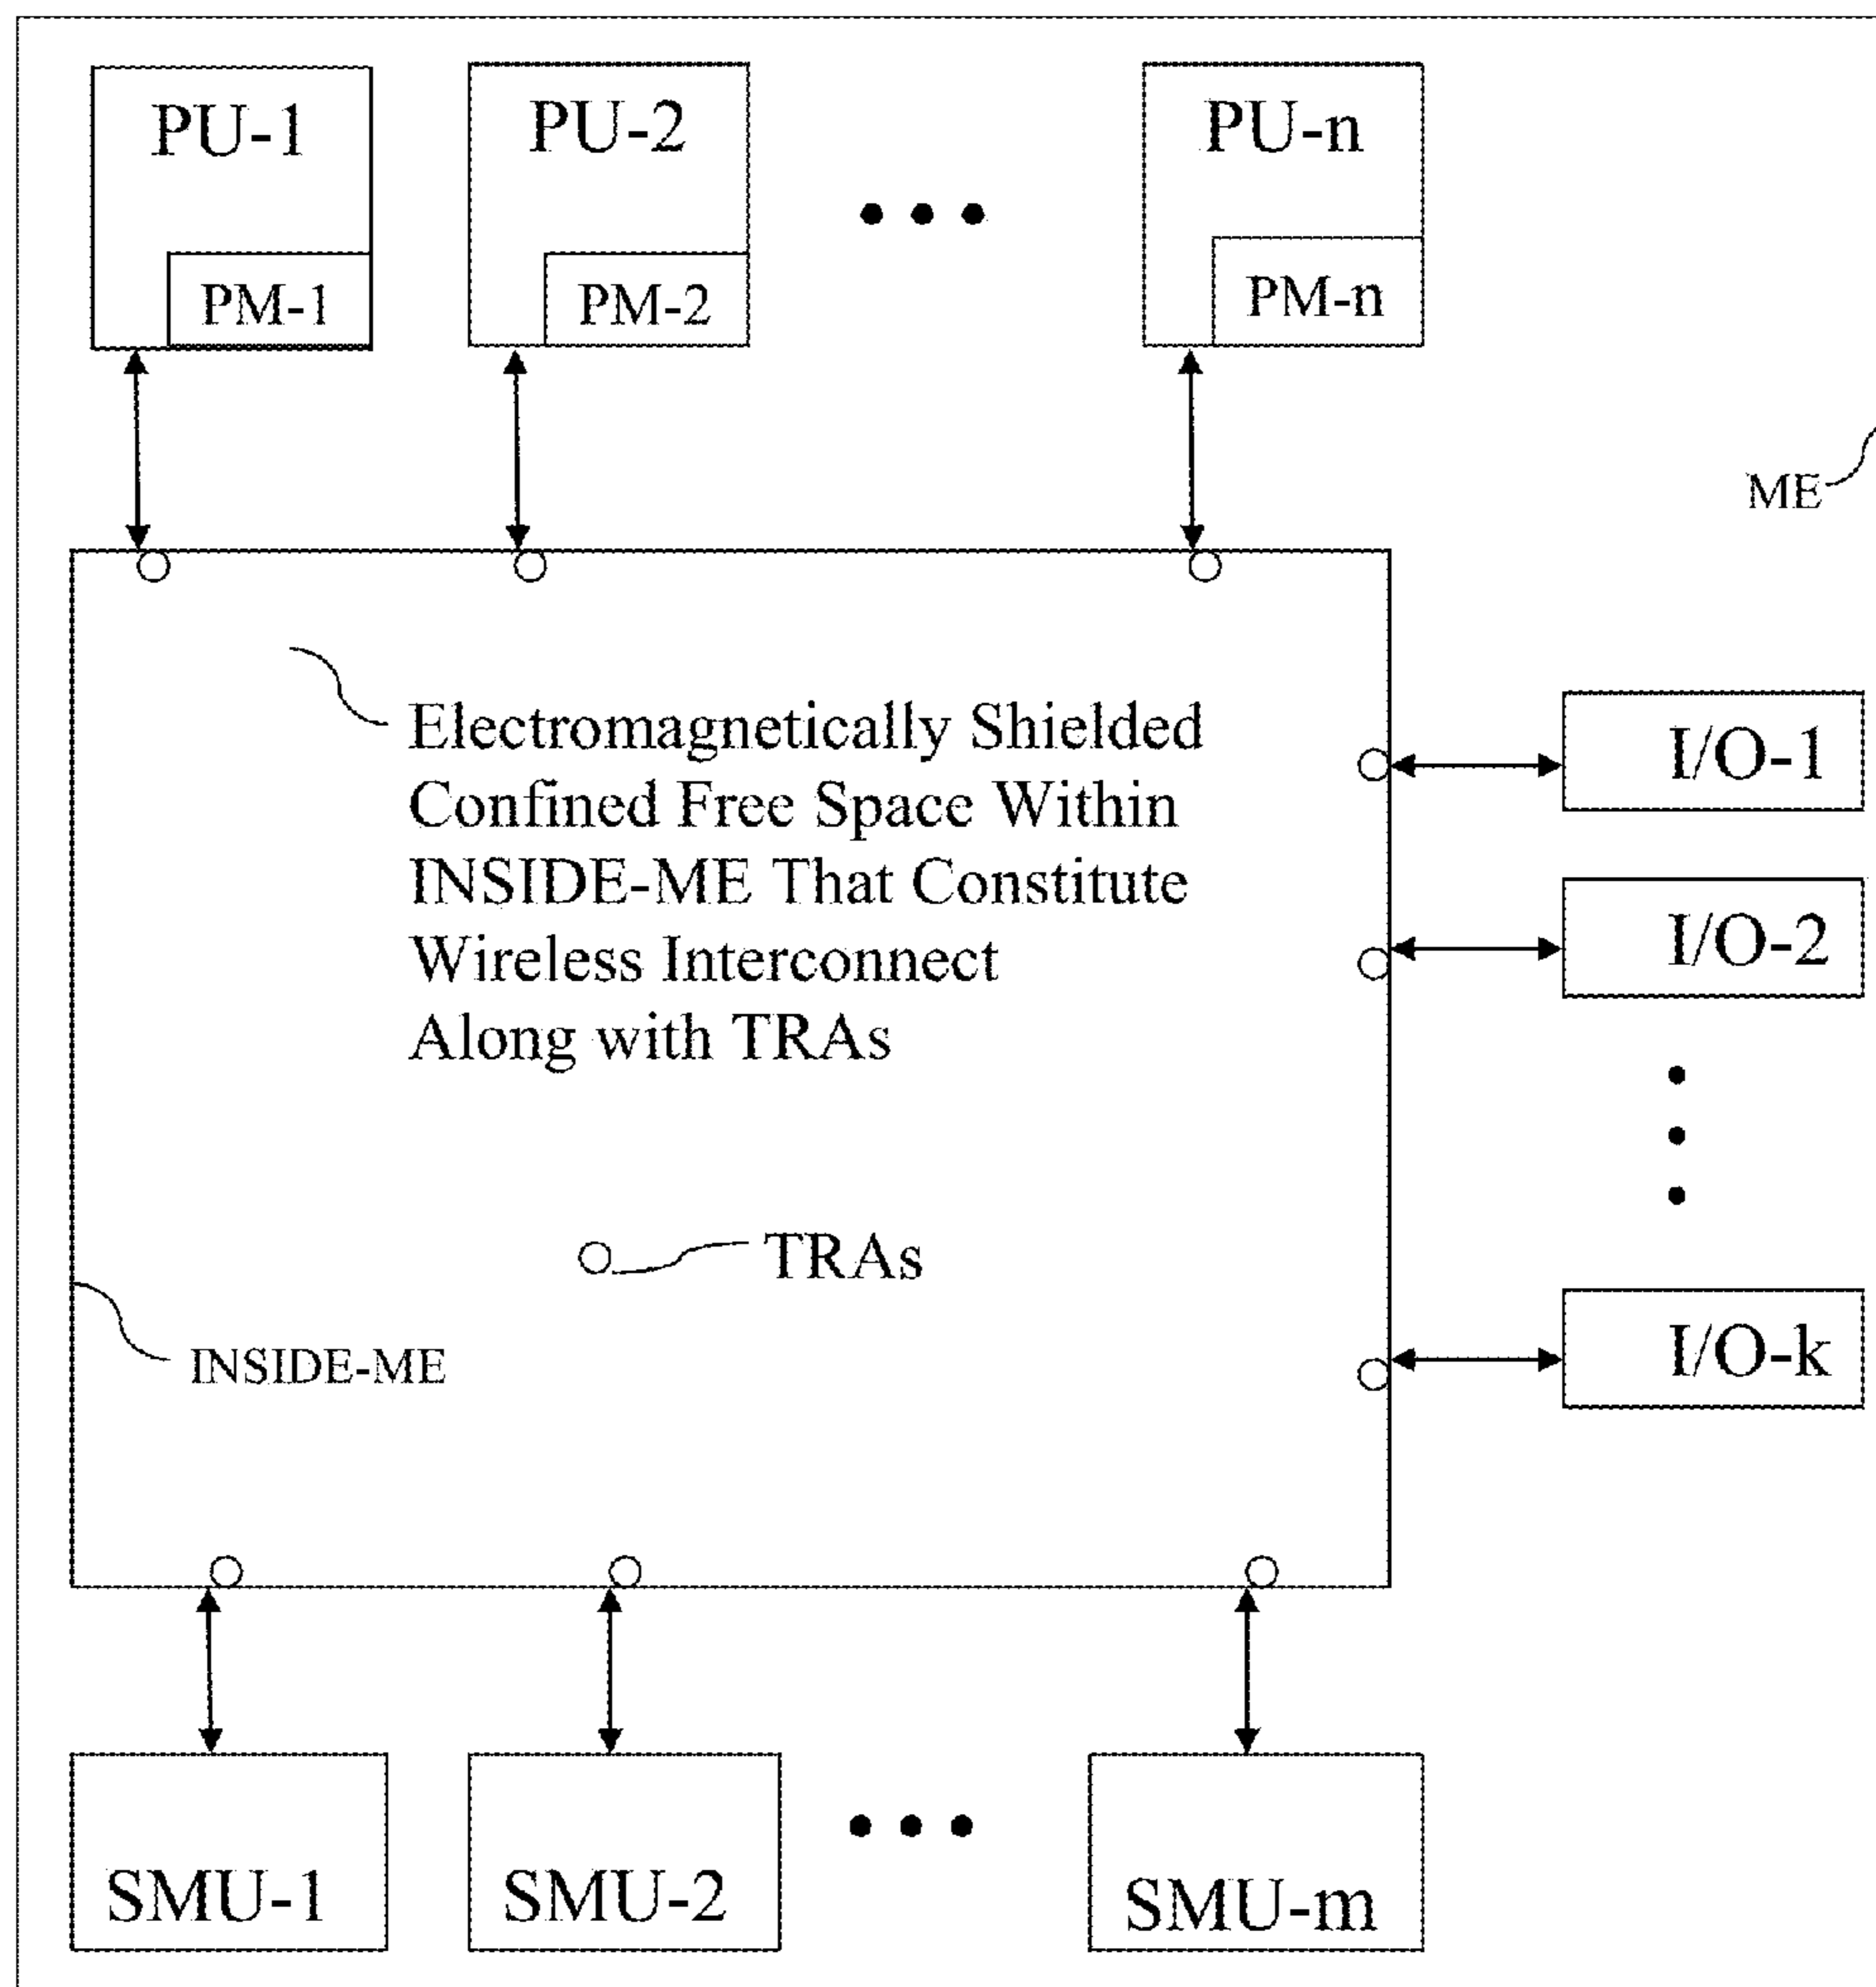 PU-1
PU-2
PU-n
PM-1
PM-2
PM-n
ME
Electromagnetically Shielded
Confined Free Space Within
INSIDE-ME That Constitute
Wireless Interconnect
Along with TRAs
I/O-1
I/O-2
TRAs
INSIDE-ME
I/O-k
SMU-1
SMU-2
SMU-m